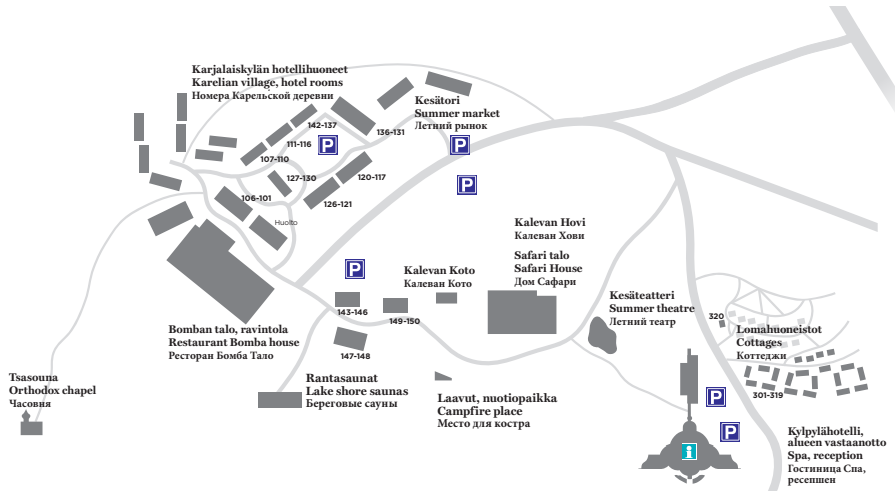 Karjalaiskylän hotellihuoneet
Karelian village, hotel rooms
Номера Карельской деревни
Kesätori
Summer market
Летний рынок
142-137
136-131
111-116
P
P
107-110
120-117
127-130
P
106-101
126-121
Huolto
Kalevan Hovi
Калеван Хови
Safari talo
Safari House
Дом Сафари
P
Kalevan Koto
Калеван Кото
143-146
149-150
147-148
Kesäteatteri
Summer theatre
Летний театр
320
Lomahuoneistot
Cottages
Коттеджи
301-319
Bomban talo, ravintola
Restaurant Bomba house
Ресторан Бомба Тало
Tsasouna
Orthodox chapel
Часовня
Rantasaunat
Lake shore saunas
Береговые сауны
Laavut, nuotiopaikka
Campfire place
Место для костра
P
P
i
Kylpylähotelli,
alueen vastaanotto
Spa, reception
Гостиница Спа,
ресепшен